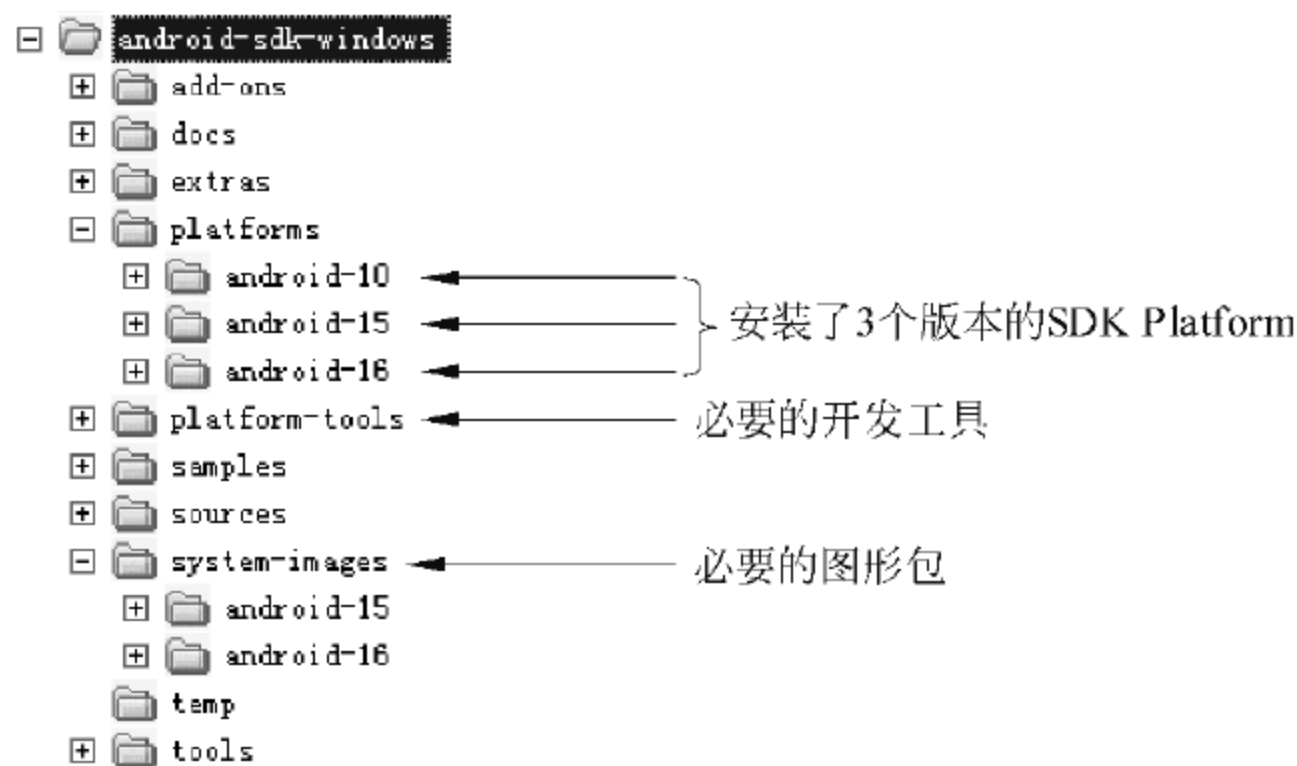 android-sdk-windows
add-ons
docs
extras
platforms
android-10
android-15
android-16
安装了3个版本的SDK Platform
platform-tools
必要的开发工具
samples
sources
system-images
必要的图形包
android-15
android-16
temp
tools